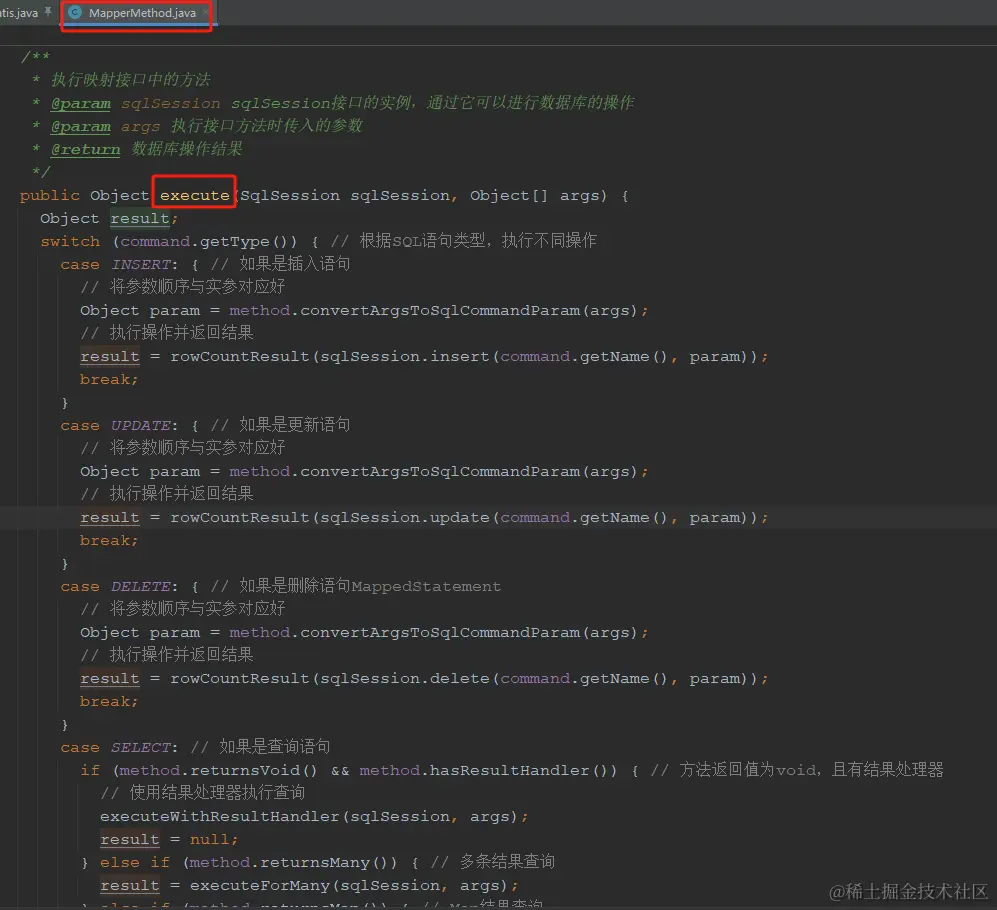 tis.java MapperMethod.java
/**
 * 执行映射接口中的方法
 * @param sqlSession sqlSession接口的实例，通过它可以进行数据库的操作
 * @param args 执行接口方法时传入的参数
 * @return 数据库操作结果
 */
public Object execute(SqlSession sqlSession, Object[] args) {
  Object result;
  switch (command.getType()) { // 根据SQL语句类型，执行不同操作
    case INSERT: { // 如果是插入语句
      // 将参数顺序与实参对应好
      Object param = method.convertArgsToSqlCommandParam(args);
      // 执行操作并返回结果
      result = rowCountResult(sqlSession.insert(command.getName(), param));
      break;
    }
    case UPDATE: { // 如果是更新语句
      // 将参数顺序与实参对应好
      Object param = method.convertArgsToSqlCommandParam(args);
      // 执行操作并返回结果
      result = rowCountResult(sqlSession.update(command.getName(), param));
      break;
    }
    case DELETE: { // 如果是删除语句MappedStatement
      // 将参数顺序与实参对应好
      Object param = method.convertArgsToSqlCommandParam(args);
      // 执行操作并返回结果
      result = rowCountResult(sqlSession.delete(command.getName(), param));
      break;
    }
    case SELECT: // 如果是查询语句
      if (method.returnsVoid() && method.hasResultHandler()) { // 方法返回值为void，且有结果处理器
        // 使用结果处理器执行查询
        executeWithResultHandler(sqlSession, args);
        result = null;
      } else if (method.returnsMany()) { // 多条结果查询
        result = executeForMany(sqlSession, args);
      } else if (method.returnsMap()) { // Map结果查询
@稀土掘金技术社区